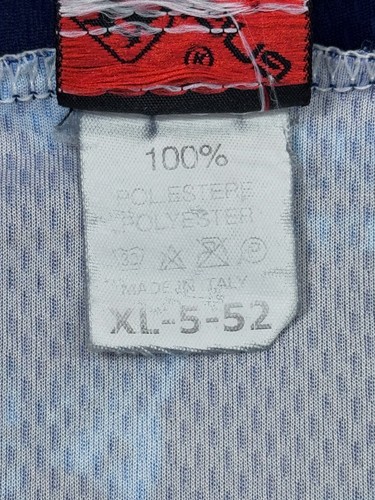 ®
100%
POLIESTERE
POLYESTER
MADE IN ITALY
XL-5-52